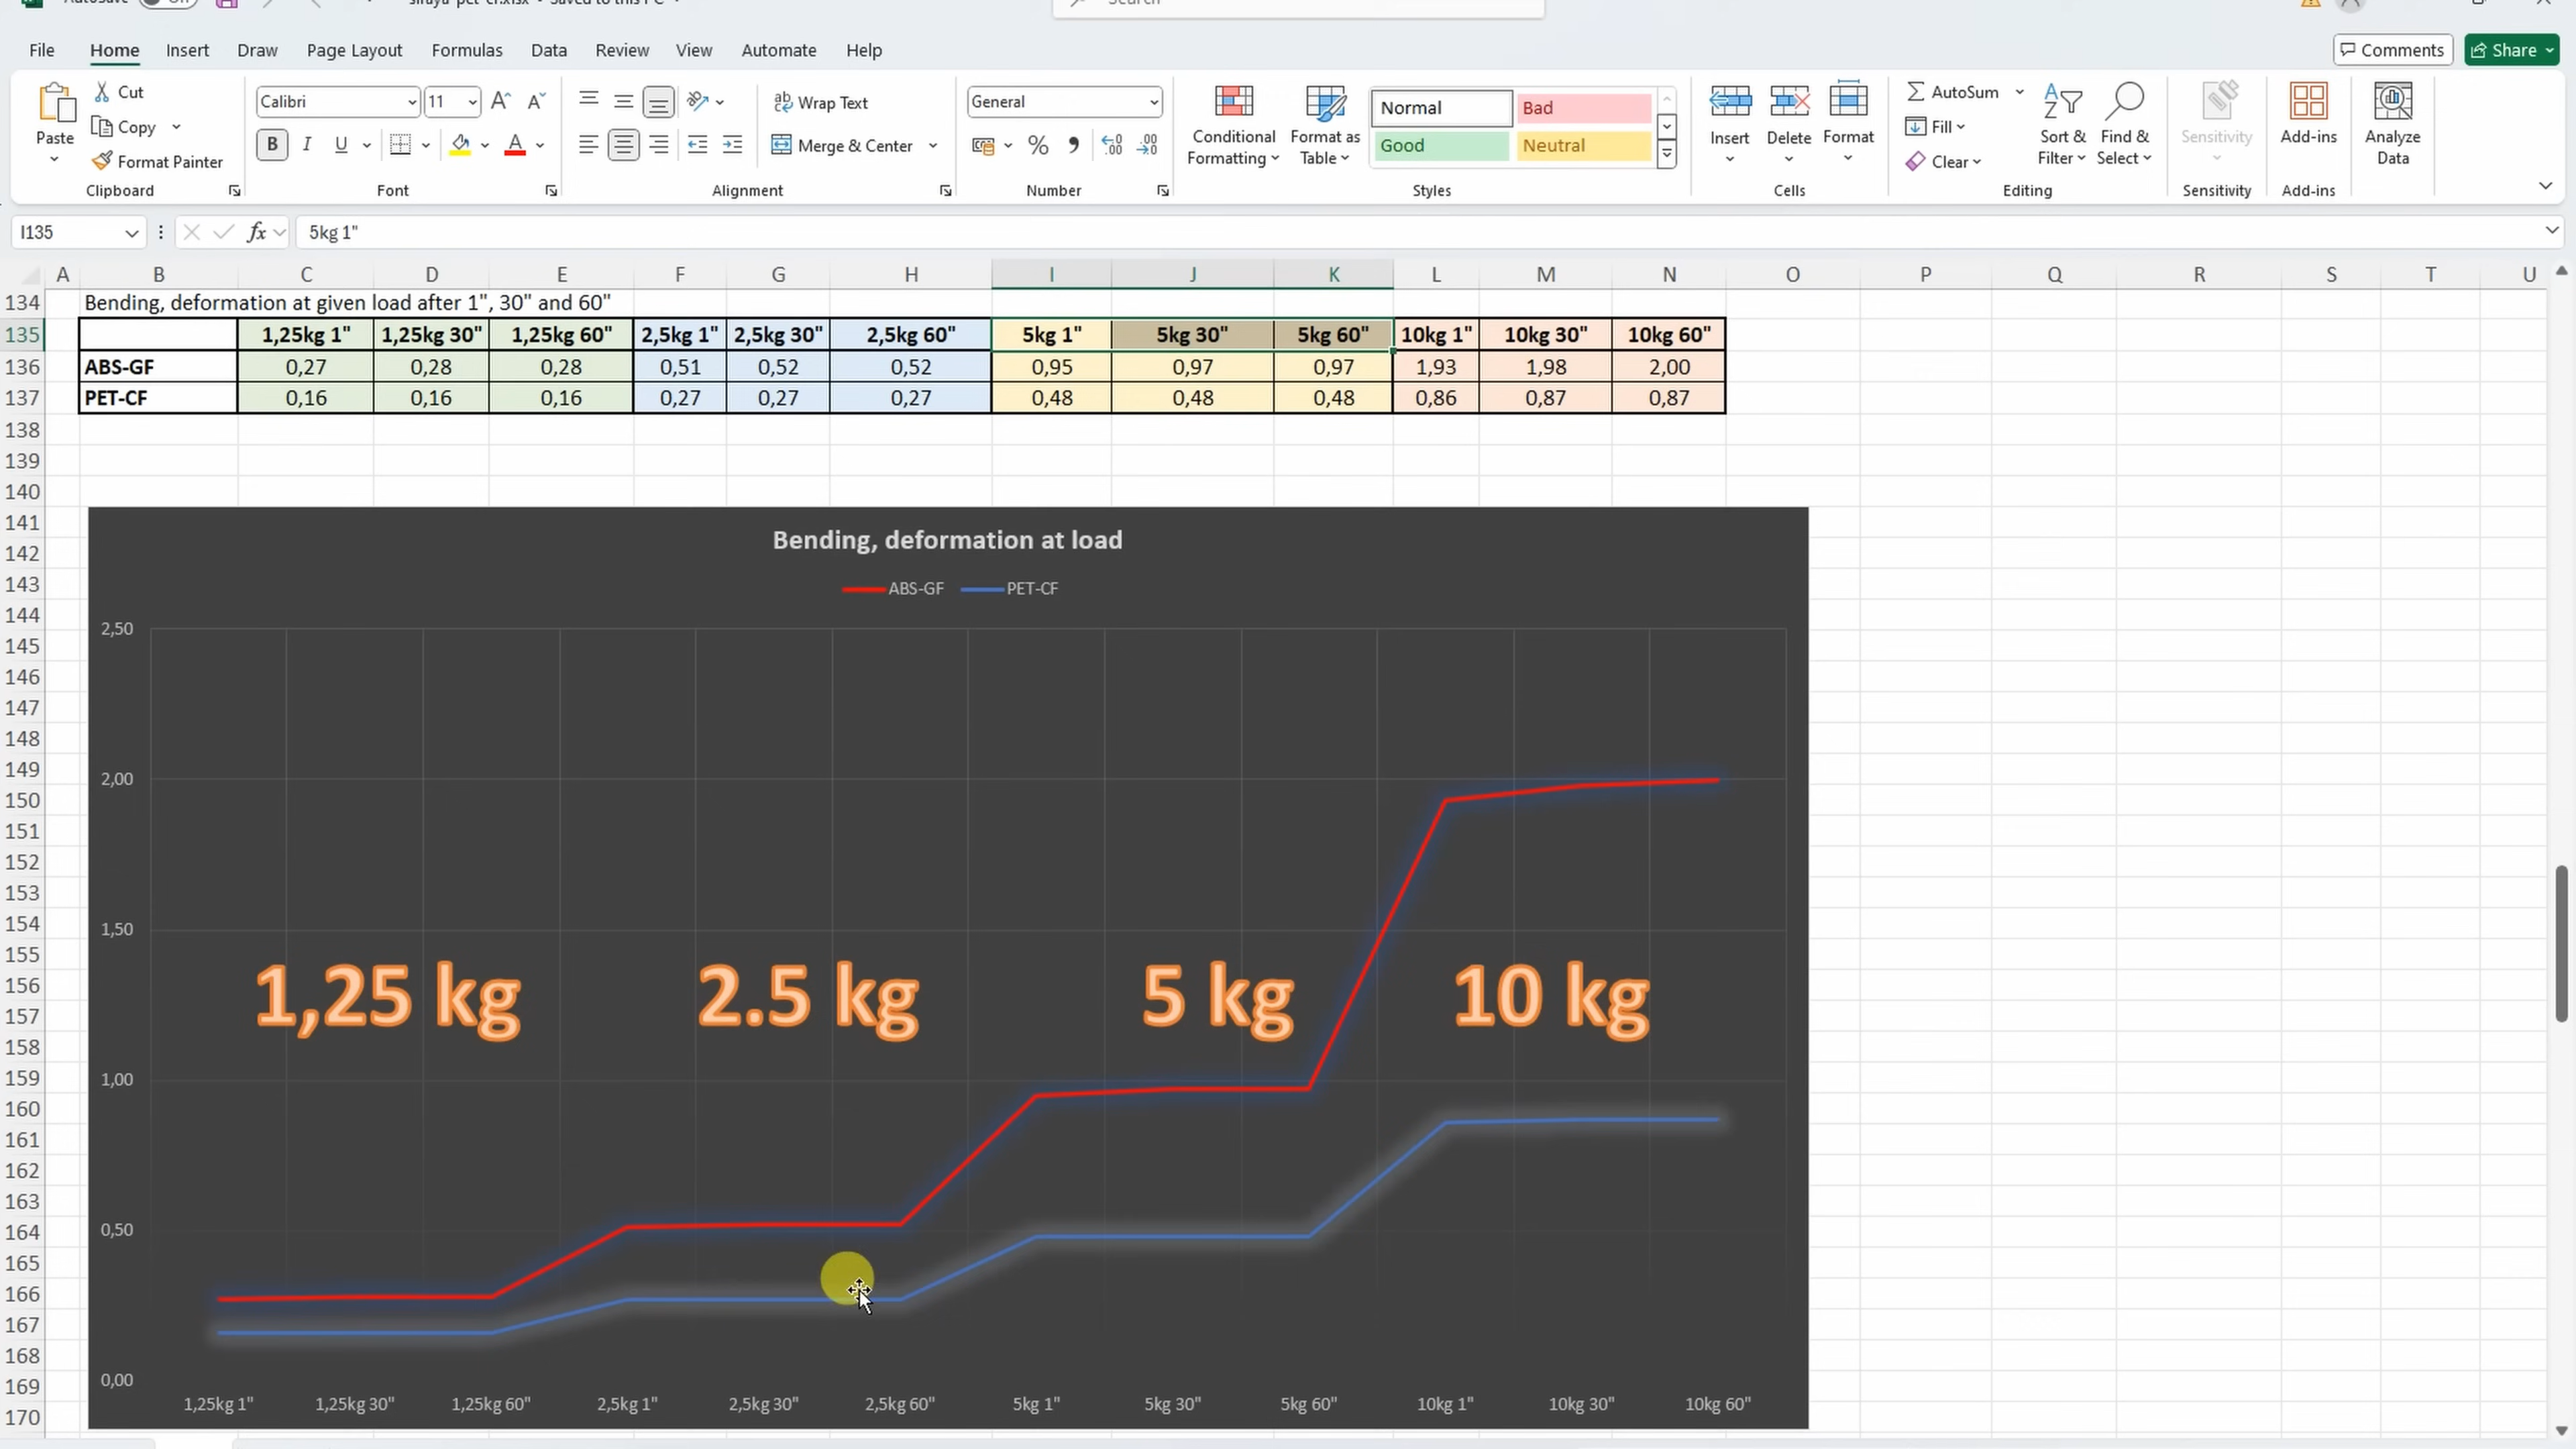 File Home Insert Draw Page Layout Formulas Data Review View Automate Help Comments Share
Paste Cut Copy Format Painter
Clipboard
Calibri 11
B I U A
Font
Wrap Text
Merge & Center
Alignment
General
%
Number
Conditional Formatting
Format as Table
Normal Bad
Good Neutral
Styles
Insert Delete Format
Cells
AutoSum
Fill
Clear
Sort & Filter
Find & Select
Editing
Sensitivity
Sensitivity
Add-ins
Add-ins
Analyze Data
I135 fx 5kg 1"
A B C D E F G H I J K L M N O P Q R S T U
134 Bending, deformation at given load after 1", 30" and 60"
135 1,25kg 1" 1,25kg 30" 1,25kg 60" 2,5kg 1" 2,5kg 30" 2,5kg 60" 5kg 1" 5kg 30" 5kg 60" 10kg 1" 10kg 30" 10kg 60"
136 ABS-GF 0,27 0,28 0,28 0,51 0,52 0,52 0,95 0,97 0,97 1,93 1,98 2,00
137 PET-CF 0,16 0,16 0,16 0,27 0,27 0,27 0,48 0,48 0,48 0,86 0,87 0,87
138
139
140
141
142
143
144
145
146
147
148
149
150
151
152
153
154
155
156
157
158
159
160
161
162
163
164
165
166
167
168
169
170
Bending, deformation at load
ABS-GF PET-CF
2,50
2,00
1,50
1,25 kg 2.5 kg 5 kg 10 kg
1,00
0,50
0,00
1,25kg 1" 1,25kg 30" 1,25kg 60" 2,5kg 1" 2,5kg 30" 2,5kg 60" 5kg 1" 5kg 30" 5kg 60" 10kg 1" 10kg 30" 10kg 60"